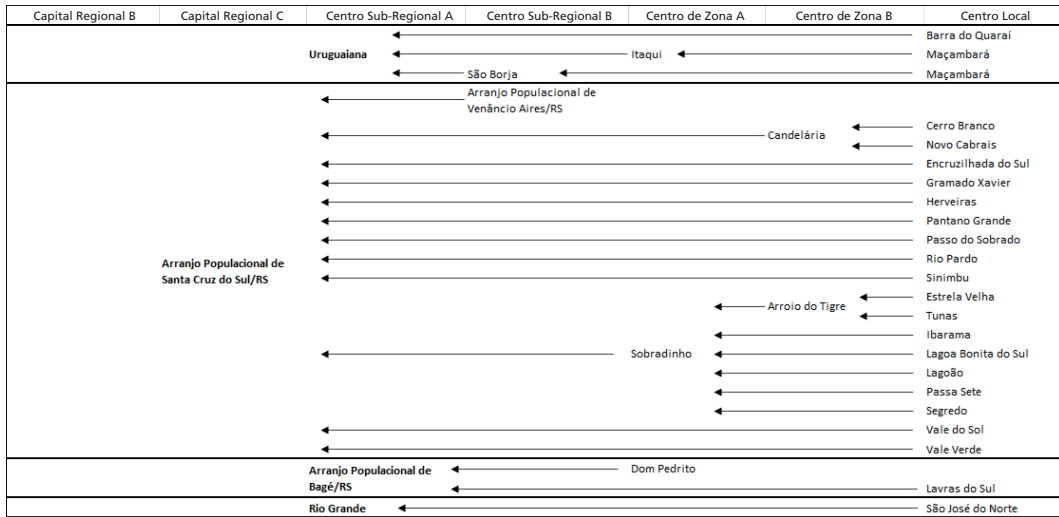 Capital Regional B Capital Regional C Centro Sub-Regional A Centro Sub-Regional B Centro de Zona A Centro de Zona B Centro Local
Barra do Quaraí
Uruguaiana Itaqui Maçambará
São Borja Maçambará
Arranjo Populacional de
Venâncio Aires/RS
Cerro Branco
Candelária
Novo Cabrais
Encruzilhada do Sul
Gramado Xavier
Herveiras
Pantano Grande
Passo do Sobrado
Arranjo Populacional de Rio Pardo
Santa Cruz do Sul/RS Sinimbu
Estrela Velha
Arroio do Tigre
Tunas
Ibarama
Sobradinho Lagoa Bonita do Sul
Lagoão
Passa Sete
Segredo
Vale do Sol
Vale Verde
Arranjo Populacional de Dom Pedrito
Bagé/RS Lavras do Sul
Rio Grande São José do Norte